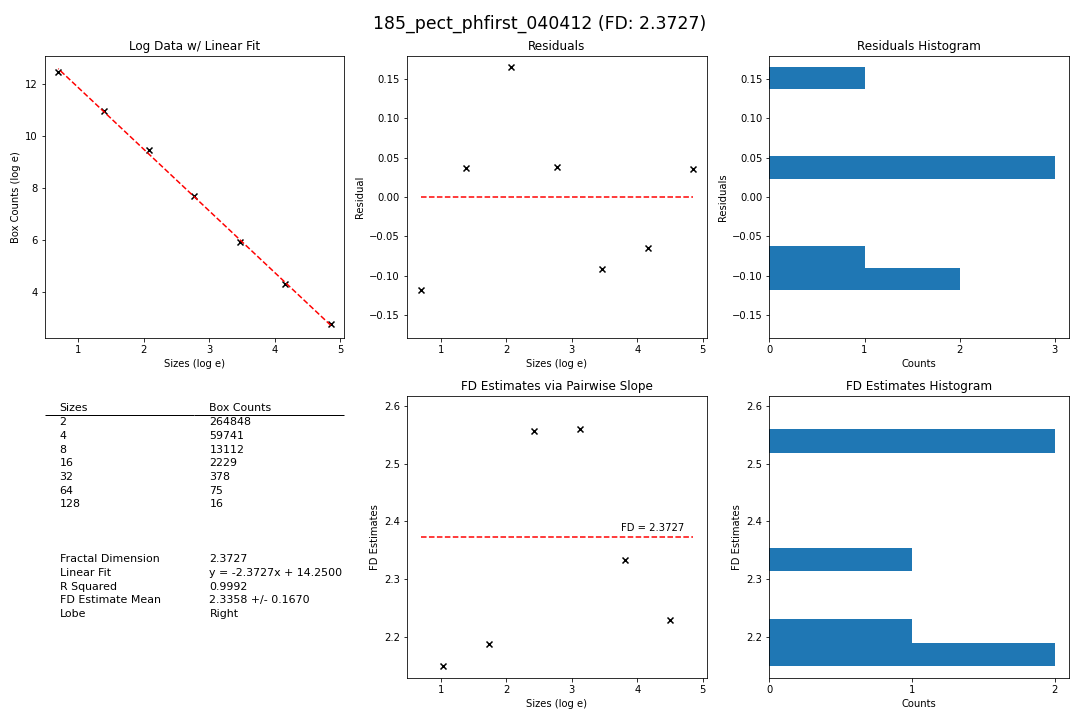 185_pect_phfirst_040412 (FD: 2.3727)
Log Data w/ Linear Fit
Box Counts (log e)
12
10
8
6
4
1 2 3 4 5
Sizes (log e)
Residuals
Residual
0.15
0.10
0.05
0.00
−0.05
−0.10
−0.15
1 2 3 4 5
Sizes (log e)
Residuals Histogram
Residuals
0.15
0.10
0.05
0.00
−0.05
−0.10
−0.15
0 1 2 3
Counts
Sizes Box Counts
2 264848
4 59741
8 13112
16 2229
32 378
64 75
128 16
Fractal Dimension 2.3727
Linear Fit y = -2.3727x + 14.2500
R Squared 0.9992
FD Estimate Mean 2.3358 +/- 0.1670
Lobe Right
FD Estimates via Pairwise Slope
FD Estimates
2.6
2.5
2.4
2.3
2.2
FD = 2.3727
1 2 3 4 5
Sizes (log e)
FD Estimates Histogram
FD Estimates
2.6
2.5
2.4
2.3
2.2
0 1 2
Counts